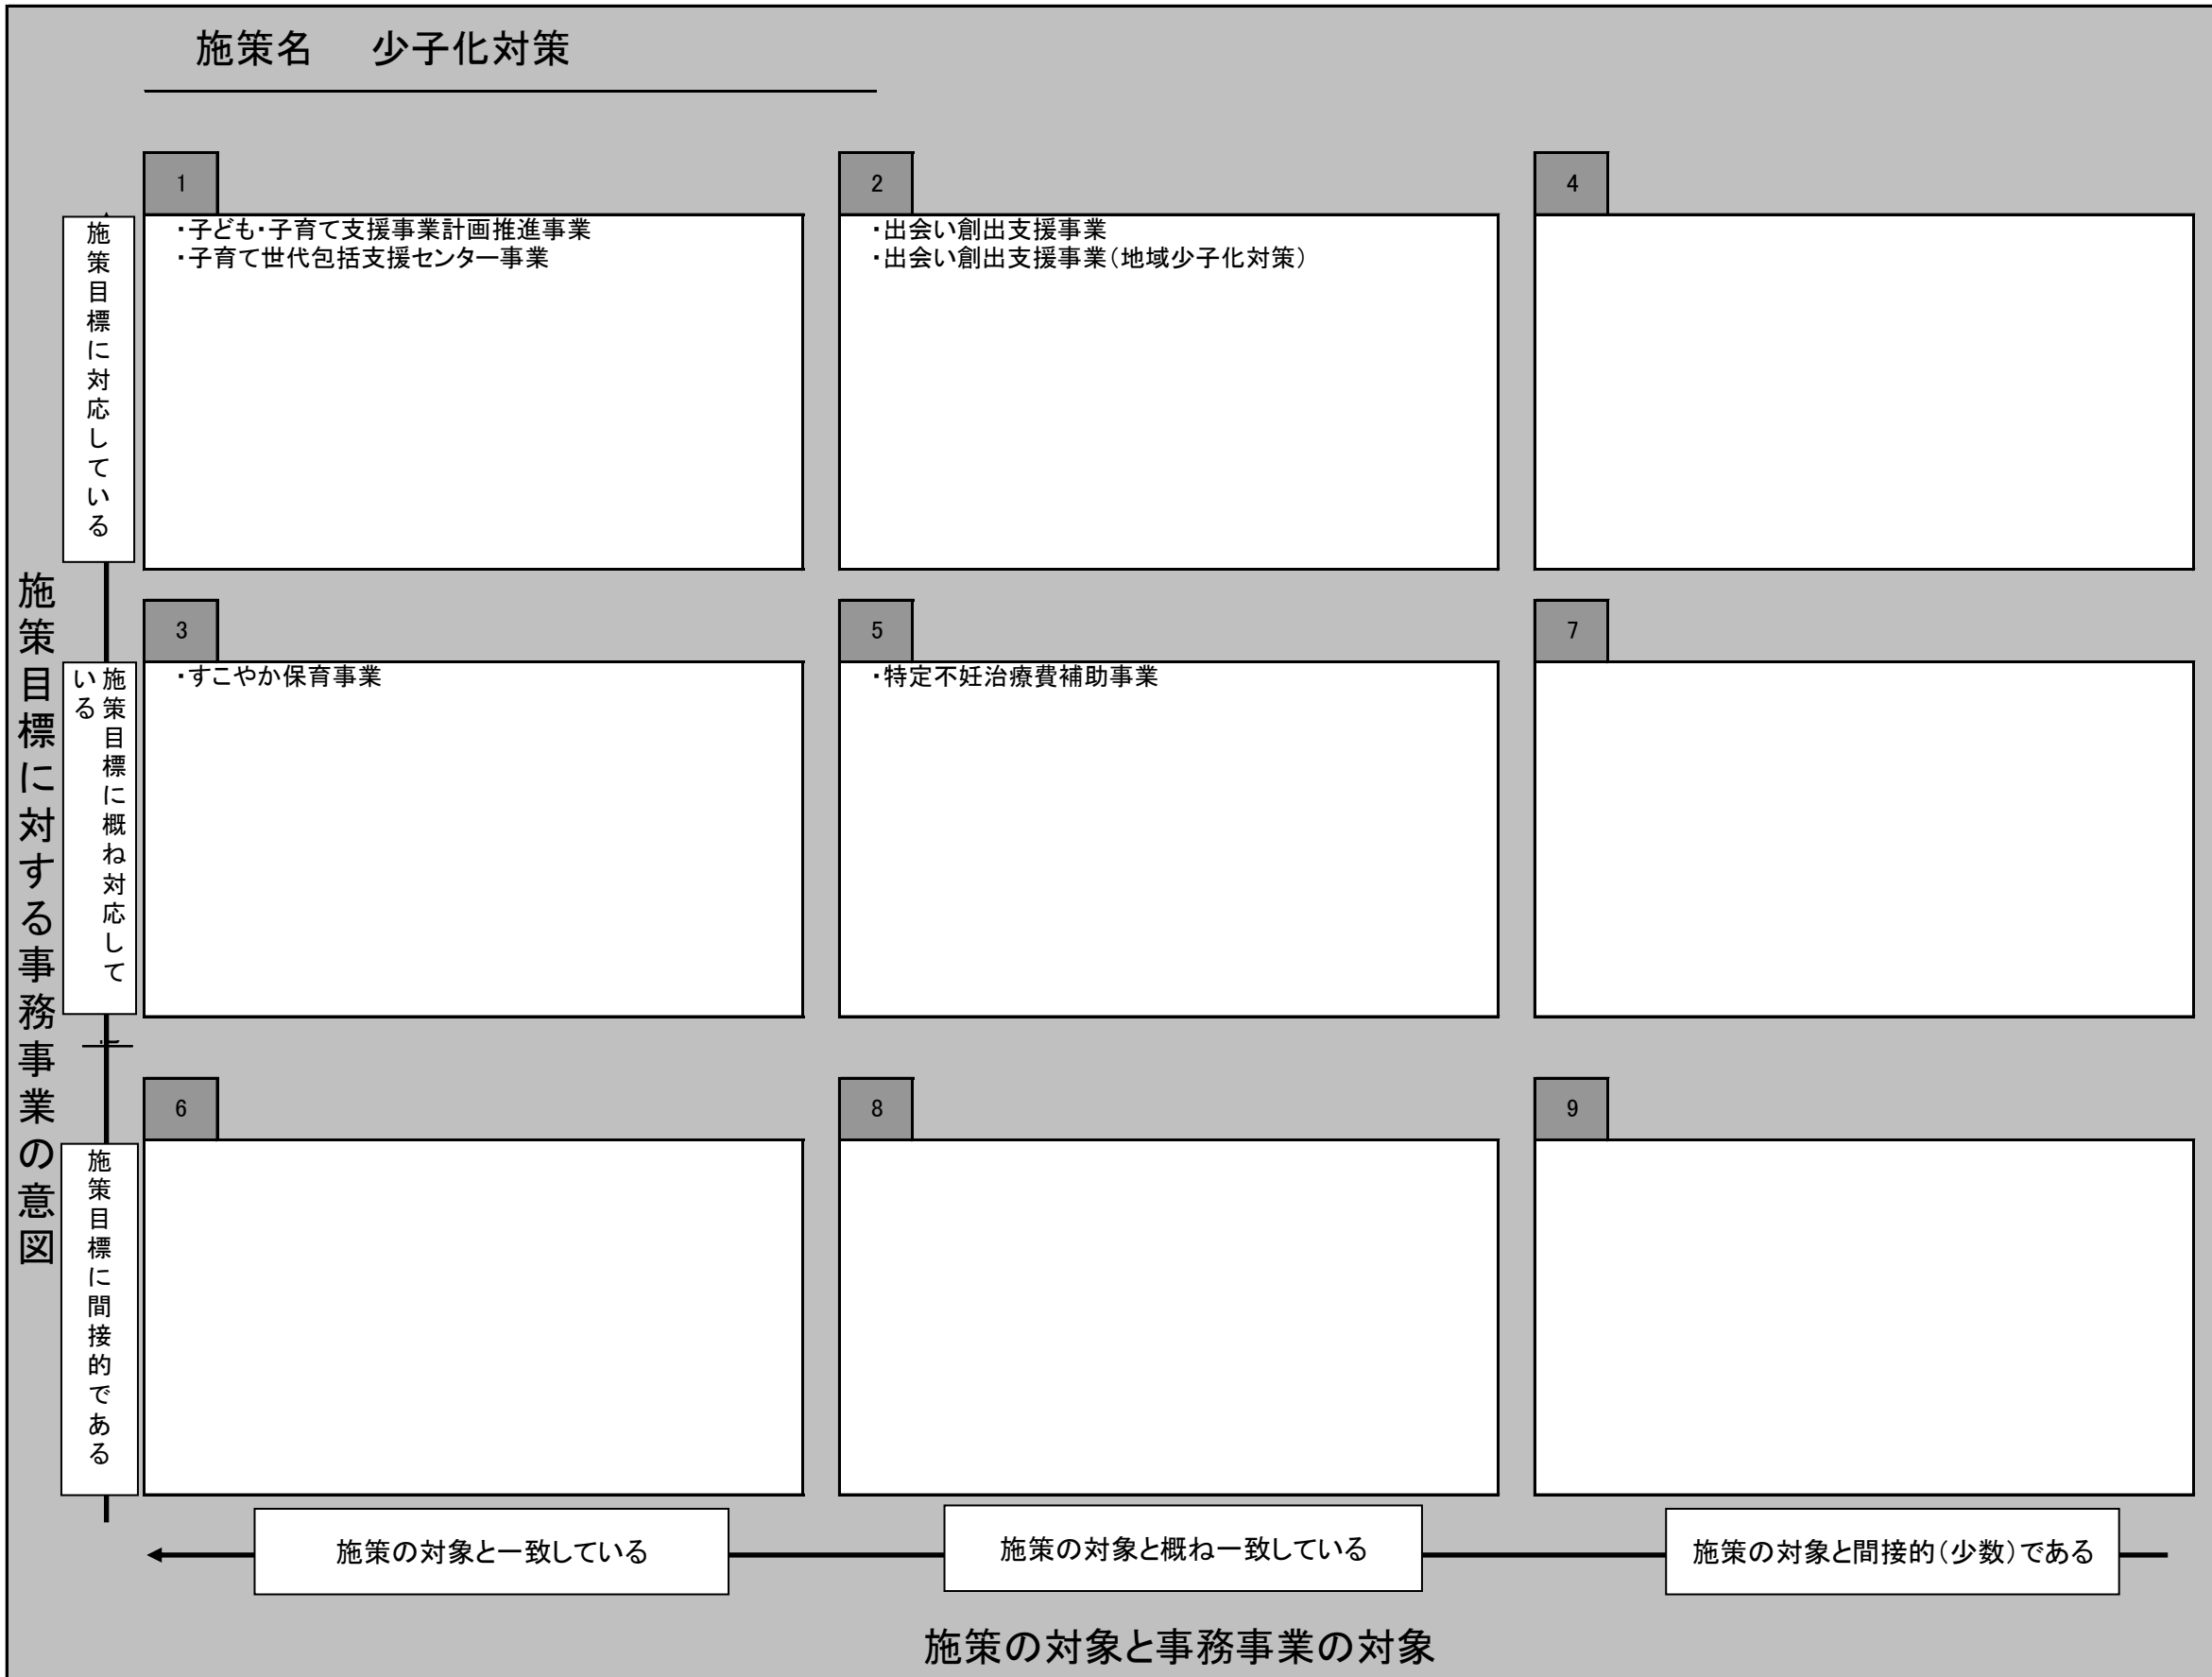 施策名　少子化対策
1
2
4
施策目標に対応している
・子ども・子育て支援事業計画推進事業
・子育て世代包括支援センター事業
・出会い創出支援事業
・出会い創出支援事業（地域少子化対策）
施策目標に対する事務事業の意図
3
5
7
施策目標に概ね対応して
いる
・すこやか保育事業
・特定不妊治療費補助事業
6
8
9
施策目標に間接的である
施策の対象と一致している
施策の対象と概ね一致している
施策の対象と間接的（少数）である
施策の対象と事務事業の対象